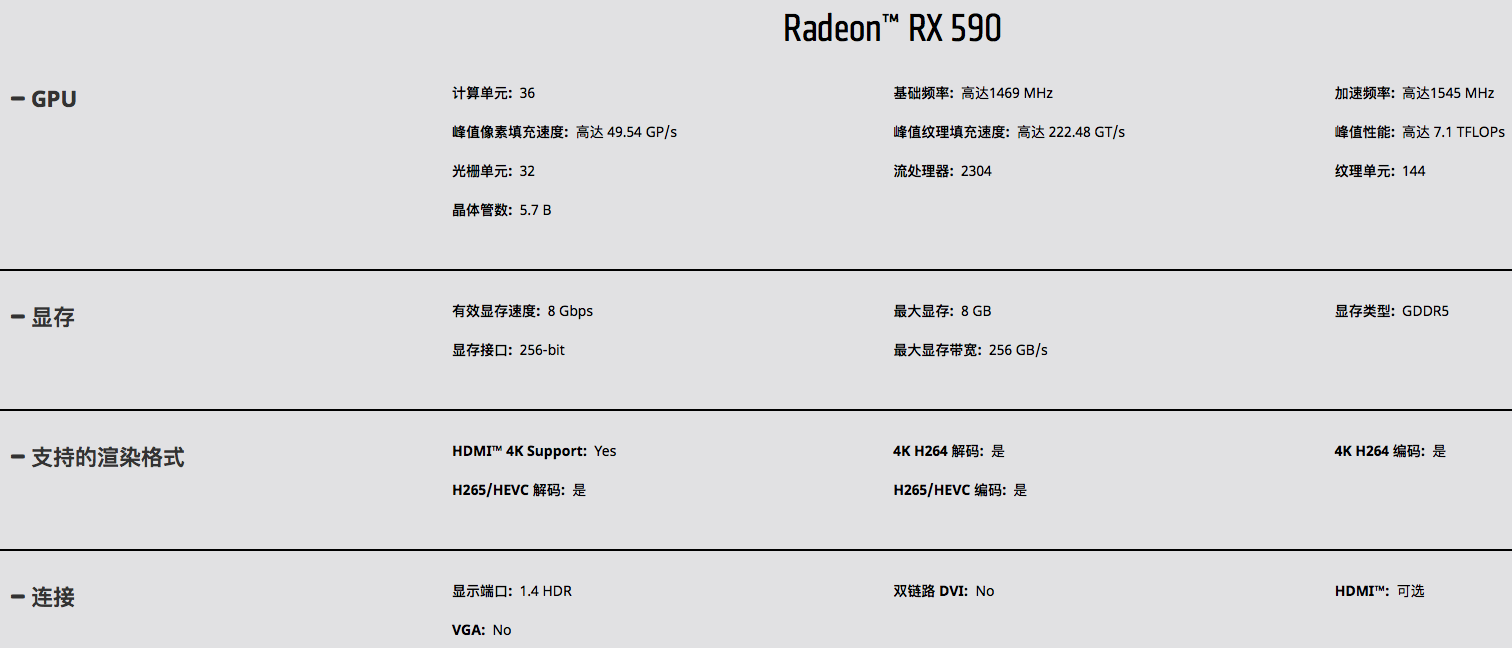 Radeon™ RX 590
GPU
计算单元: 36 基础频率: 高达1469 MHz 加速频率: 高达1545 MHz
峰值像素填充速度: 高达 49.54 GP/s 峰值纹理填充速度: 高达 222.48 GT/s 峰值性能: 高达 7.1 TFLOPs
光栅单元: 32 流处理器: 2304 纹理单元: 144
晶体管数: 5.7 B
显存
有效显存速度: 8 Gbps 最大显存: 8 GB 显存类型: GDDR5
显存接口: 256-bit 最大显存带宽: 256 GB/s
支持的渲染格式
HDMI™ 4K Support: Yes 4K H264 解码: 是 4K H264 编码: 是
H265/HEVC 解码: 是 H265/HEVC 编码: 是
连接
显示端口: 1.4 HDR 双链路 DVI: No HDMI™: 可选
VGA: No